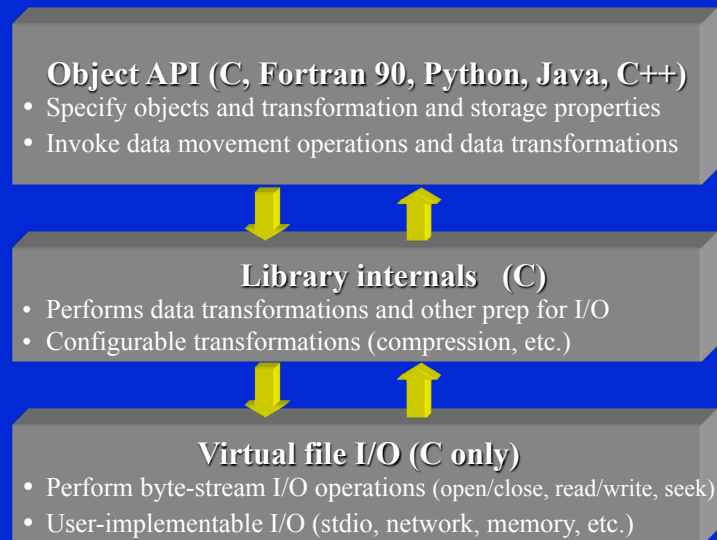 Object API (C, Fortran 90, Python, Java, C++)
• Specify objects and transformation and storage properties
• Invoke data movement operations and data transformations
Library internals (C)
• Performs data transformations and other prep for I/O
• Configurable transformations (compression, etc.)
Virtual file I/O (C only)
• Perform byte-stream I/O operations (open/close, read/write, seek)
• User-implementable I/O (stdio, network, memory, etc.)